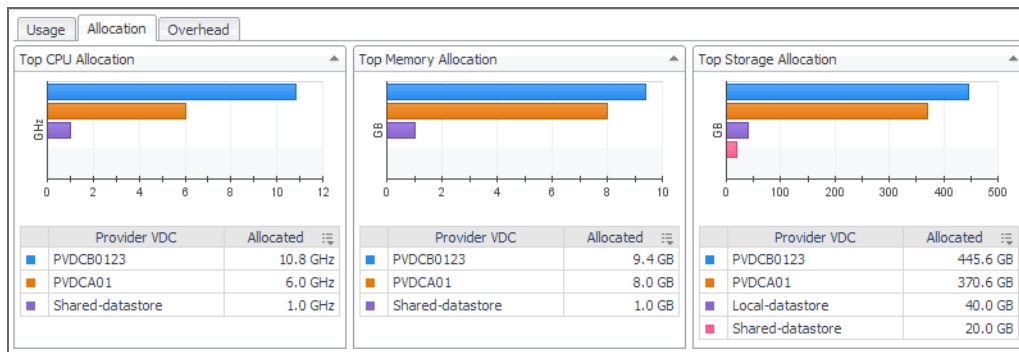 Usage Allocation Overhead
Top CPU Allocation
GHz
0 2 4 6 8 10 12
Provider VDC Allocated
PVDCB0123 10.8 GHz
PVDCA01 6.0 GHz
Shared-datastore 1.0 GHz
Top Memory Allocation
GB
0 2 4 6 8 10
Provider VDC Allocated
PVDCB0123 9.4 GB
PVDCA01 8.0 GB
Shared-datastore 1.0 GB
Top Storage Allocation
GB
0 100 200 300 400 500
Provider VDC Allocated
PVDCB0123 445.6 GB
PVDCA01 370.6 GB
Local-datastore 40.0 GB
Shared-datastore 20.0 GB